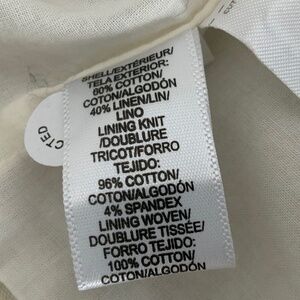 SHELL/EXTÉRIEUR/
TELA EXTERIOR:
60% COTTON/
COTON/ALGODÓN
40% LINEN/LIN/
LINO
LINING KNIT
/DOUBLURE
TRICOT/FORRO
TEJIDO:
96% COTTON/
COTON/ALGODÓN
4% SPANDEX
LINING WOVEN/
DOUBLURE TISSÉE/
FORRO TEJIDO:
100% COTTON/
COTON/ALGODÓN
CUT